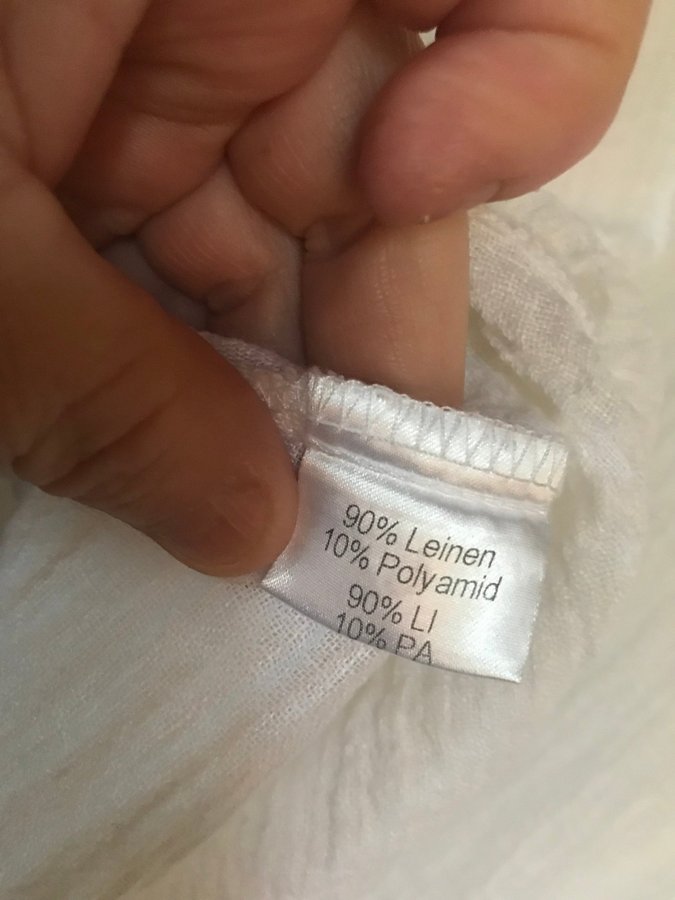 90% Leinen
10% Polyamid
90% LI
10% PA